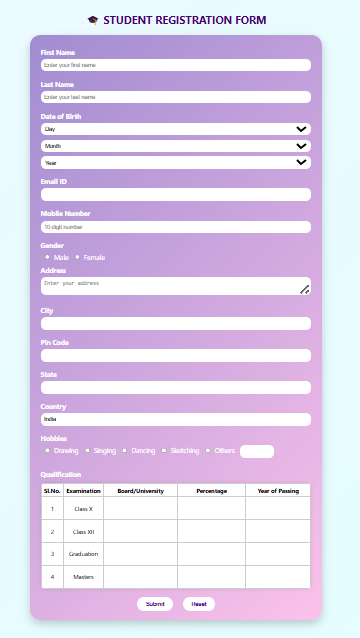 🎓 STUDENT REGISTRATION FORM
First Name
Enter your first name
Last Name
Enter your last name
Date of Birth
Day
Month
Year
Email ID
Mobile Number
10 digit number
Gender
Male Female
Address
Enter your address
City
Pin Code
State
Country
India
Hobbies
Drawing Singing Dancing Sketching Others
Qualification
Sl.No. Examination Board/University Percentage Year of Passing
1 Class X
2 Class XII
3 Graduation
4 Masters
Submit Reset